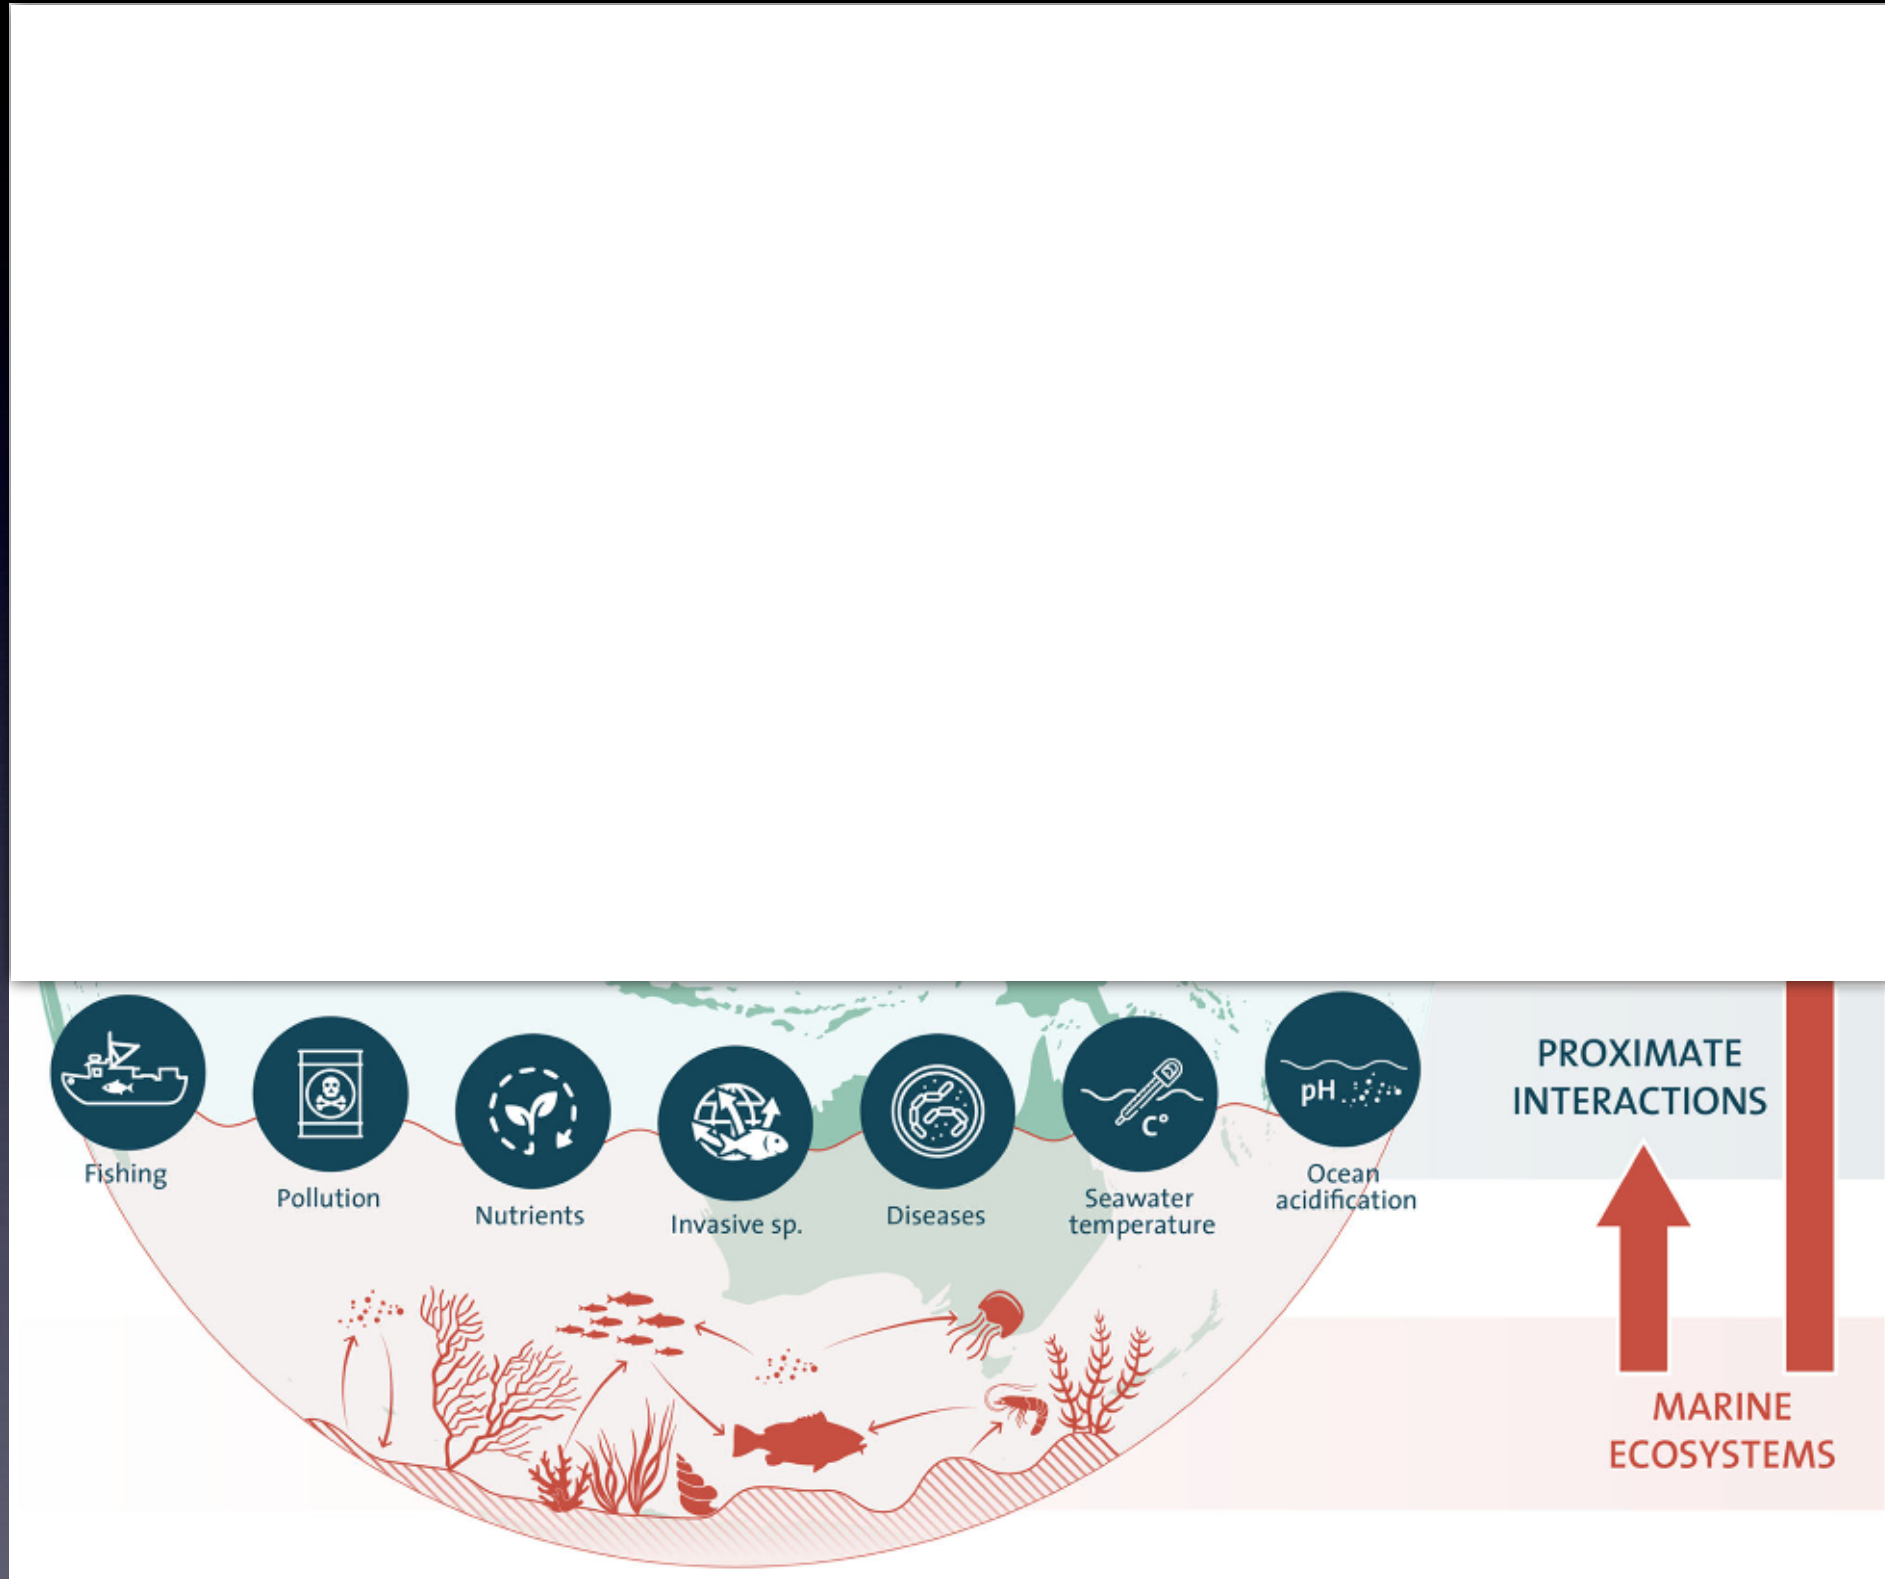 Fishing
Pollution
Nutrients
Invasive sp.
Diseases
C°
Seawater
temperature
pH
Ocean
acidification
PROXIMATE
INTERACTIONS
MARINE
ECOSYSTEMS